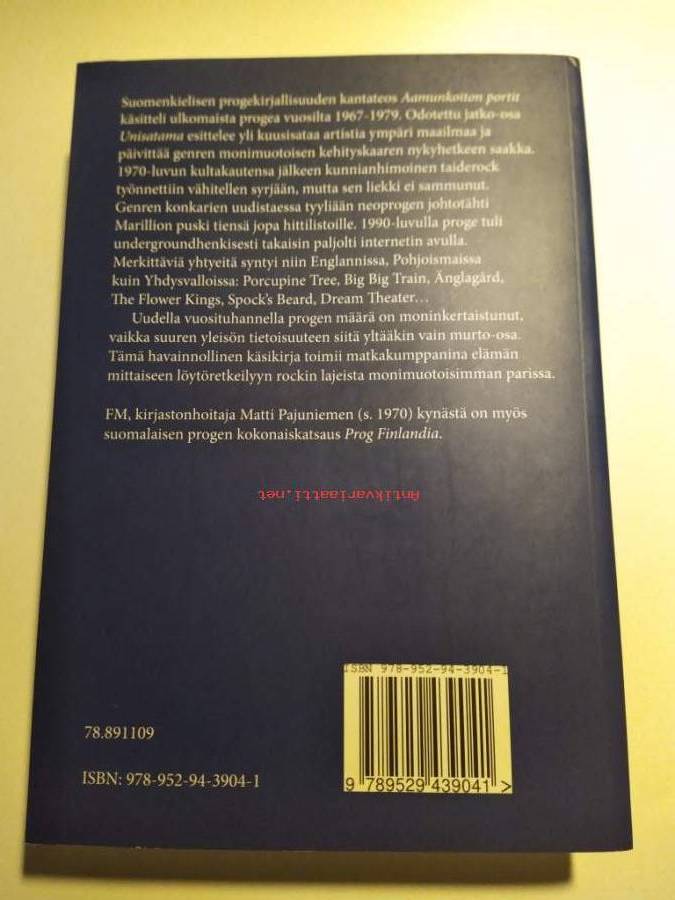 Suomenkielisen progekirjallisuuden kantateos Aamunkoiton portit
käsitteli ulkomaista progea vuosilta 1967-1979. Odotettu jatko-osa
Unisatama esittelee yli kuusisataa artistia ympäri maailmaa ja
päivittää genren monimuotoisen kehityskaaren nykyhetkeen saakka.
1970-luvun kultakautensa jälkeen kunnianhimoinen taiderock
työnnettiin vähitellen syrjään, mutta sen liekki ei sammunut.
Genren konkarien uudistaessa tyyliään neoprogen johtotähti
Marillion puski tiensä jopa hittilistoille. 1990-luvulla proge tuli
undergroundhenkisesti takaisin paljolti internetin avulla.
Merkittäviä yhtyeitä syntyi niin Englannissa, Pohjoismaissa
kuin Yhdysvalloissa: Porcupine Tree, Big Big Train, Änglagård,
The Flower Kings, Spock's Beard, Dream Theater…
Uudella vuosituhannella progen määrä on moninkertaistunut,
vaikka suuren yleisön tietoisuuteen siitä yltääkin vain murto-osa.
Tämä havainnollinen käsikirja toimii matkakumppanina elämän
mittaiseen löytöretkeilyyn rockin lajeista monimuotoisimman parissa.
FM, kirjastonhoitaja Matti Pajuniemen (s. 1970) kynästä on myös
suomalaisen progen kokonaiskatsaus Prog Finlandia.
Antikvariaatti.net
ISBN 978-952-94-3904-1
78.891109
ISBN: 978-952-94-3904-1
9 789529 439041 >